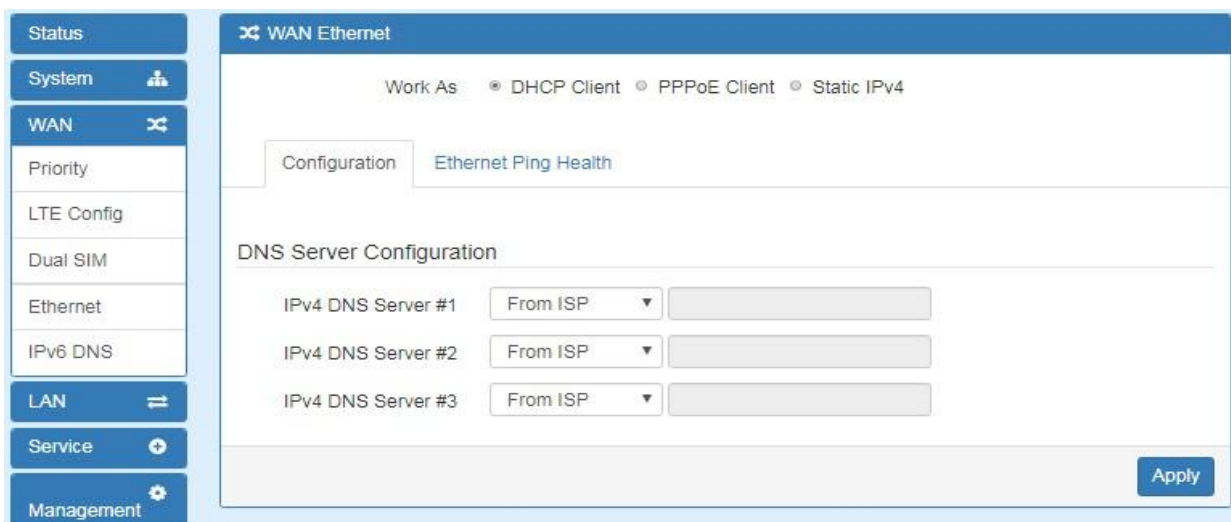 Status
System
WAN
Priority
LTE Config
Dual SIM
Ethernet
IPv6 DNS
LAN
Service
Management
WAN Ethernet
Work As DHCP Client PPPoE Client Static IPv4
Configuration Ethernet Ping Health
DNS Server Configuration
IPv4 DNS Server #1 From ISP
IPv4 DNS Server #2 From ISP
IPv4 DNS Server #3 From ISP
Apply